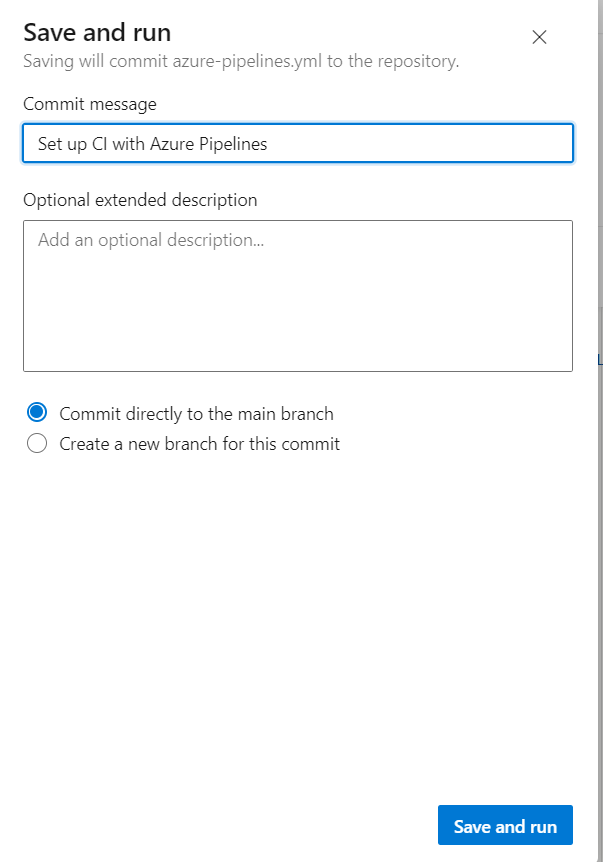 Save and run
Saving will commit azure-pipelines.yml to the repository.
Commit message
Set up CI with Azure Pipelines
Optional extended description
Add an optional description...
Commit directly to the main branch
Create a new branch for this commit
Save and run